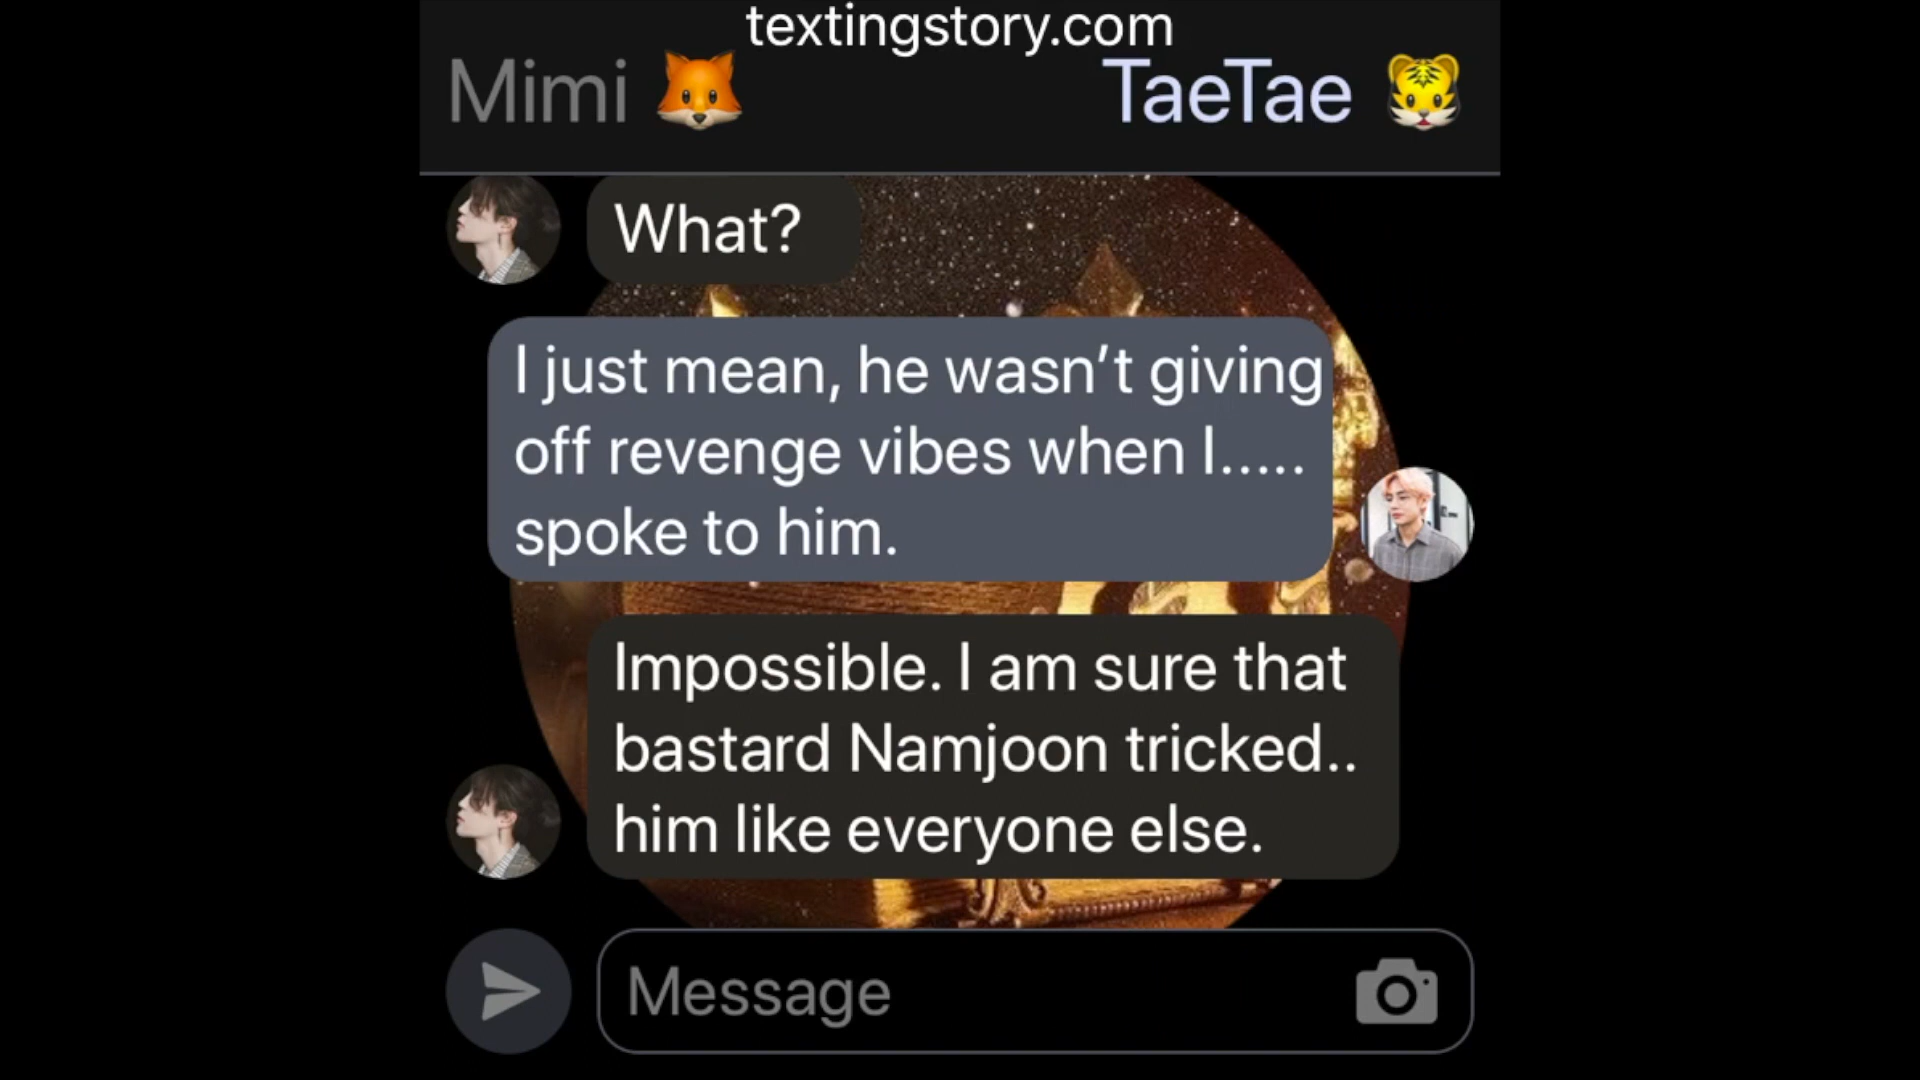 textingstory.com
Mimi 🦊 TaeTae 🐯
What?
I just mean, he wasn’t giving
off revenge vibes when I.....
spoke to him.
Impossible. I am sure that
bastard Namjoon tricked..
him like everyone else.
Message